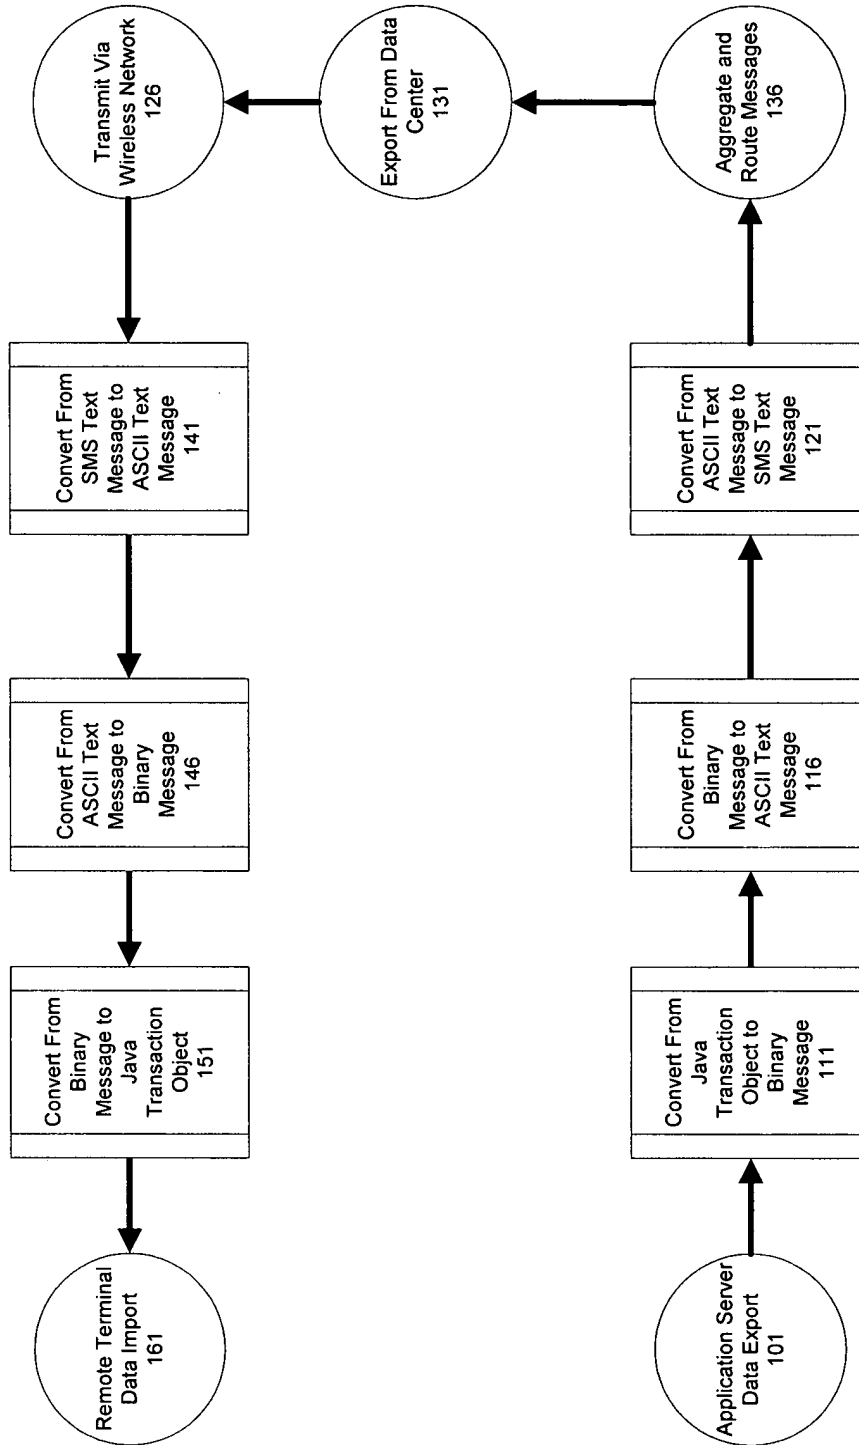 Remote Terminal
Data Import
161
Convert From
Binary
Message to
Java
Transaction
Object
151
Convert From
ASCII Text
Message to
Binary
Message
146
Convert From
SMS Text
Message to
ASCII Text
Message
141
Transmit Via
Wireless Network
126
Export From Data
Center
131
Application Server
Data Export
101
Convert From
Java
Transaction
Object to
Binary
Message
111
Convert From
Binary
Message to
ASCII Text
Message
116
Convert From
ASCII Text
Message to
SMS Text
Message
121
Aggregate and
Route Messages
136